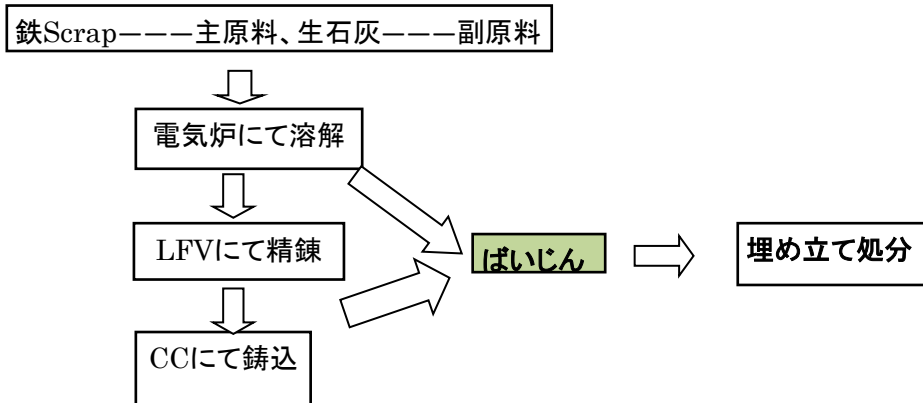 鉄Scrap———主原料、生石灰———副原料
電気炉にて溶解
LFVにて精錬
ばいじん
埋め立て処分
CCにて鋳込